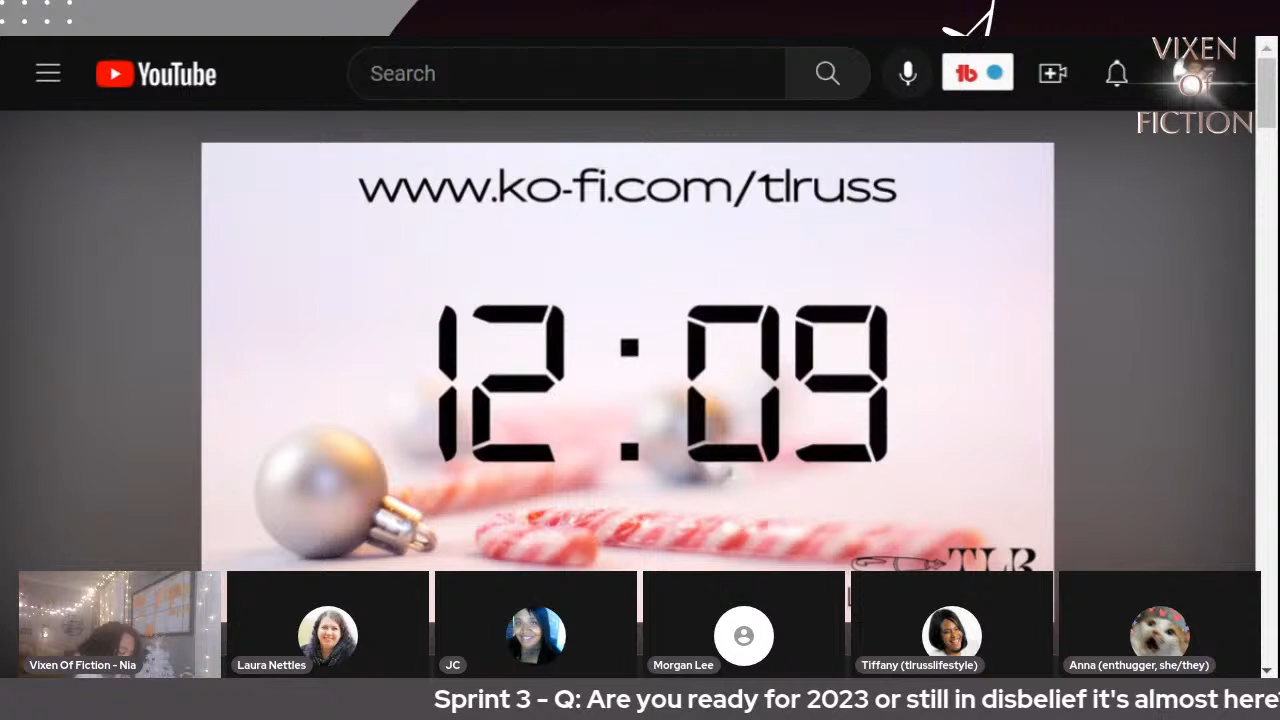 YouTube
Search
VIXEN
Of
FICTION
www.ko-fi.com/tlruss
12:09
TLR
Vixen Of Fiction - Nia
Laura Nettles
JC
Morgan Lee
Tiffany (tlrusslifestyle)
Anna (enthugger, she/they)
Sprint 3 - Q: Are you ready for 2023 or still in disbelief it's almost here